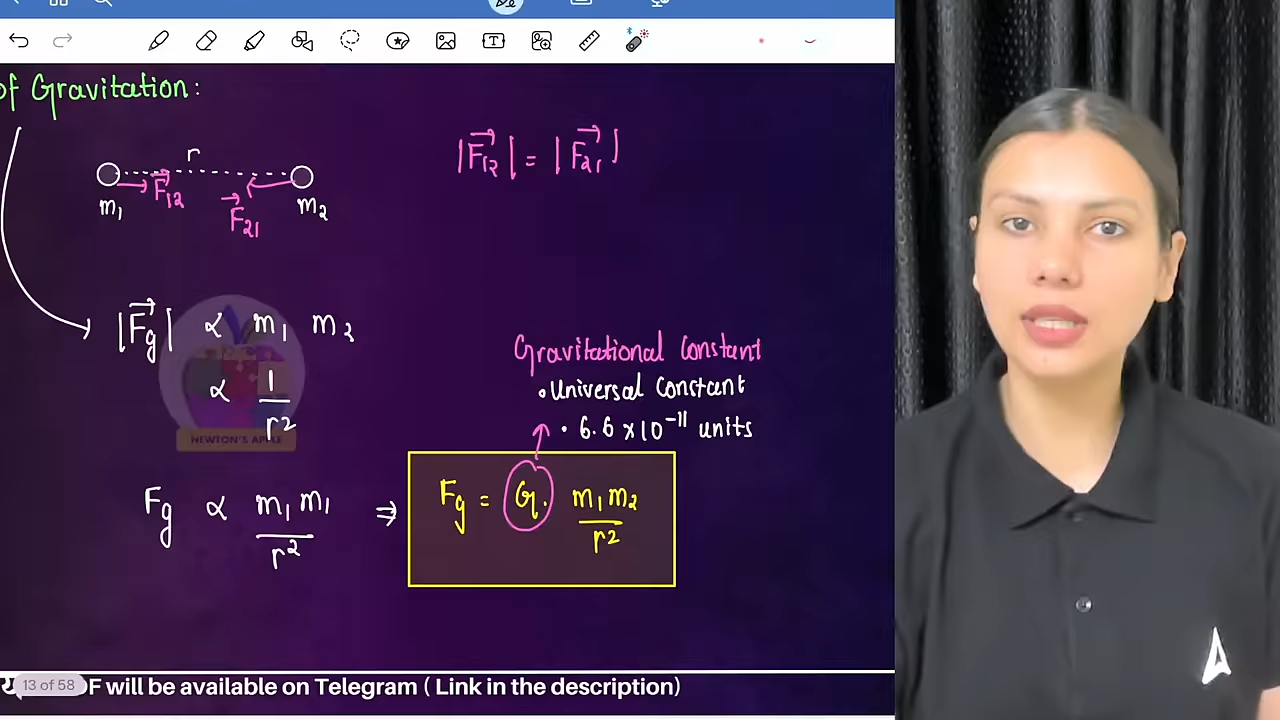 of Gravitation:
r
F₁₂
F₂₁
m₁
m₂
|F₁₂| = |F₂₁|
|Fg| ∝ m₁ m₂
∝ 1/r²
NEWTON'S APPLE
Gravitational Constant
• Universal Constant
• 6.6 × 10⁻¹¹ units
Fg ∝ m₁ m₁ / r² ⇒ Fg = G. m₁ m₂ / r²
13 of 58
F will be available on Telegram ( Link in the description)